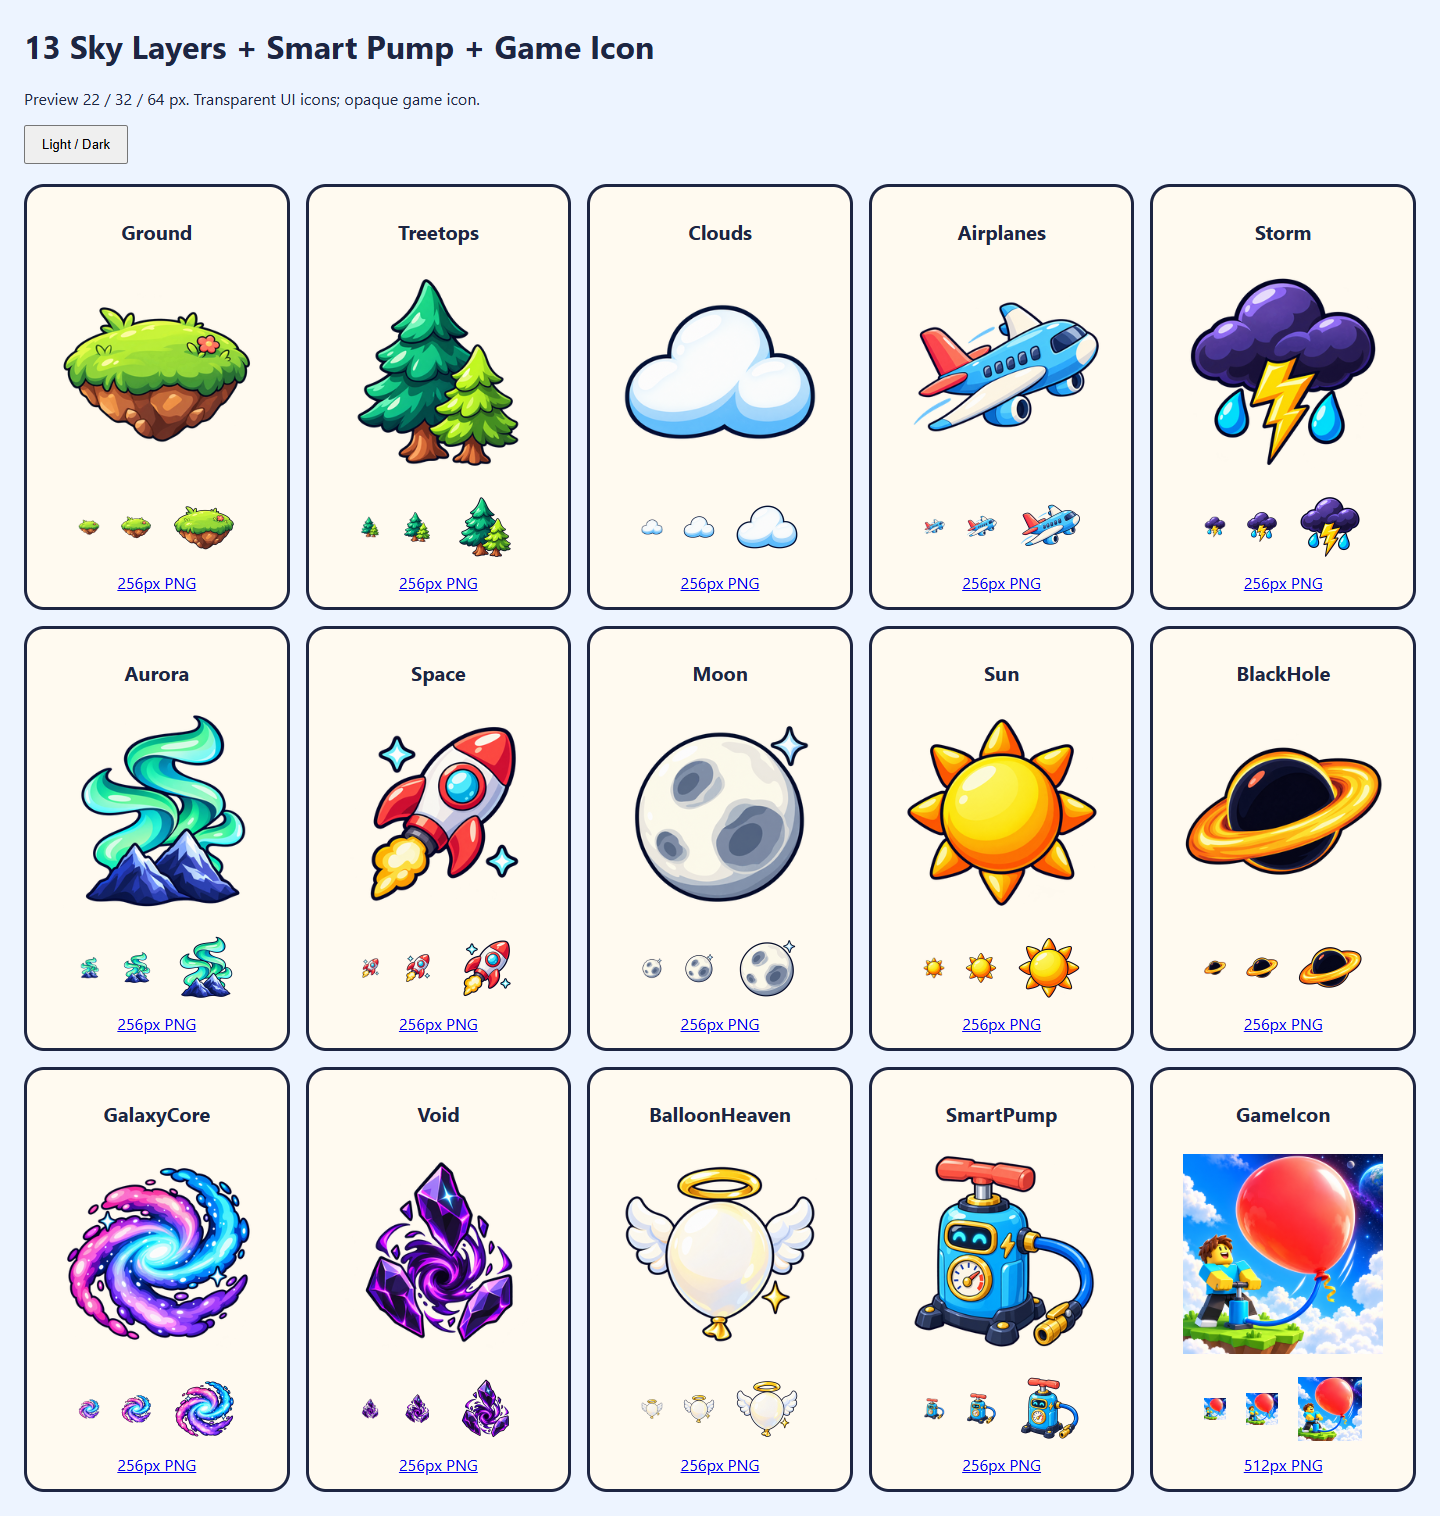 13 Sky Layers + Smart Pump + Game Icon
Preview 22 / 32 / 64 px. Transparent UI icons; opaque game icon.
Light / Dark
Ground
Treetops
Clouds
Airplanes
Storm
256px PNG
256px PNG
256px PNG
256px PNG
256px PNG
Aurora
Space
Moon
Sun
BlackHole
256px PNG
256px PNG
256px PNG
256px PNG
256px PNG
GalaxyCore
Void
BalloonHeaven
SmartPump
GameIcon
256px PNG
256px PNG
256px PNG
256px PNG
512px PNG